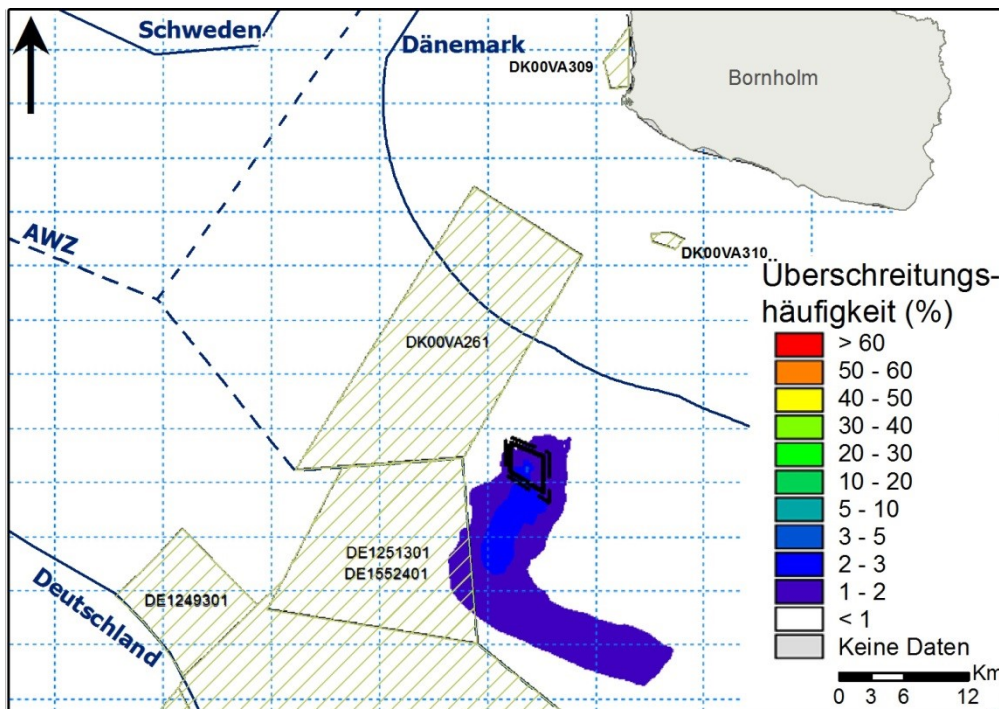 Schweden
Dänemark
DK00VA309
Bornholm
AWZ
DK00VA310
Überschreitungs-
häufigkeit (%)
DK00VA261
> 60
50 - 60
40 - 50
30 - 40
20 - 30
10 - 20
5 - 10
3 - 5
2 - 3
1 - 2
< 1
Keine Daten
DE1251301
DE1552401
DE1249301
Deutschland
Km
0 3 6 12